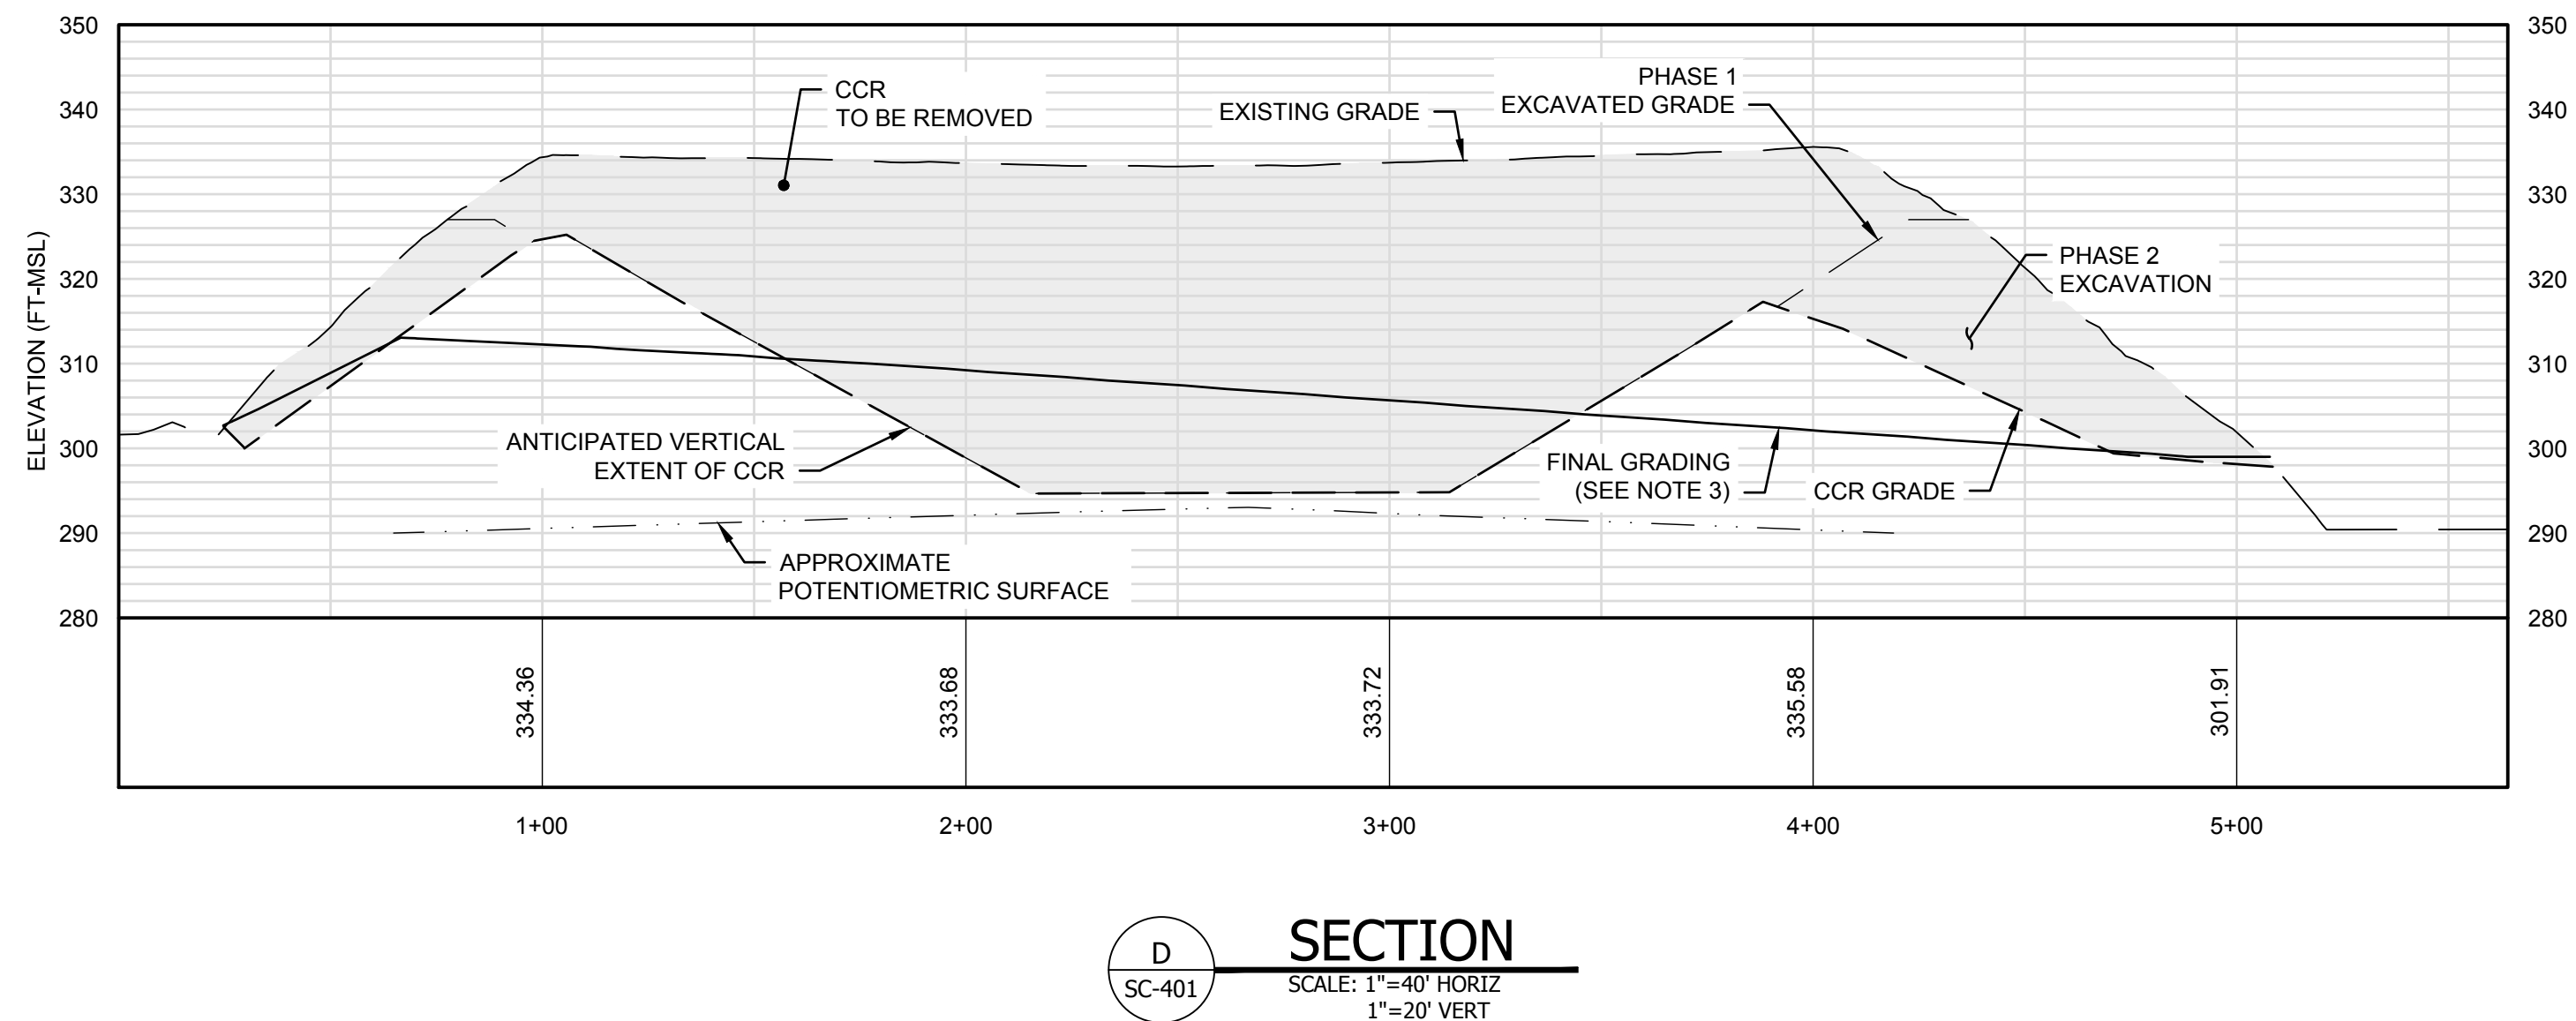 350
350
340
340
330
330
320
320
310
310
300
300
290
290
280
280
ELEVATION (FT-MSL)
CCR
TO BE REMOVED
EXISTING GRADE
PHASE 1
EXCAVATED GRADE
PHASE 2
EXCAVATION
ANTICIPATED VERTICAL
EXTENT OF CCR
FINAL GRADING
(SEE NOTE 3)
CCR GRADE
APPROXIMATE
POTENTIOMETRIC SURFACE
334.36
333.68
333.72
335.58
301.91
1+00
2+00
3+00
4+00
5+00
D
SC-401
SECTION
SCALE: 1"=40' HORIZ
1"=20' VERT